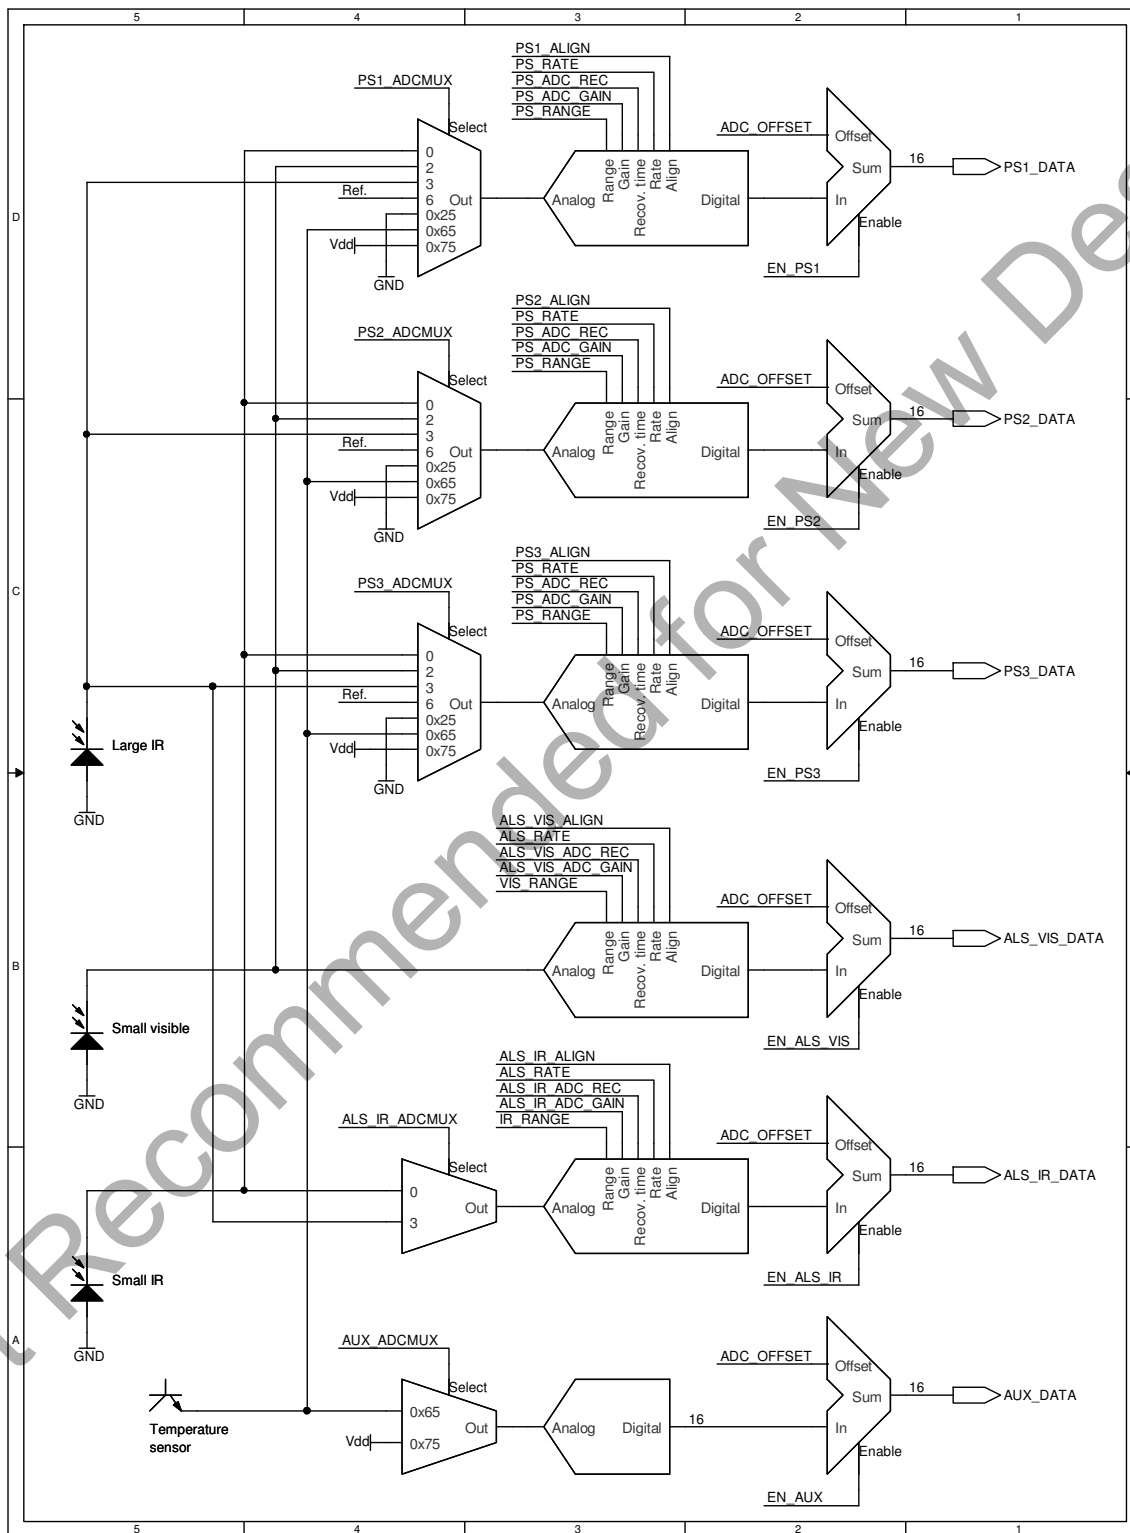 5 4 3 2 1
PS1_ALIGN
PS_RATE
PS_ADC_REC
PS_ADC_GAIN
PS_RANGE
PS1_ADCMUX
Select
0
2
3
6
0x25
0x65
0x75
Out
Ref.
Vdd
GND
Analog
Range
Gain
Recov. time
Rate
Align
Digital
ADC_OFFSET
Offset
Sum
In
Enable
EN_PS1
16
PS1_DATA
D
PS2_ALIGN
PS_RATE
PS_ADC_REC
PS_ADC_GAIN
PS_RANGE
PS2_ADCMUX
Select
0
2
3
6
0x25
0x65
0x75
Out
Ref.
Vdd
GND
Analog
Range
Gain
Recov. time
Rate
Align
Digital
ADC_OFFSET
Offset
Sum
In
Enable
EN_PS2
16
PS2_DATA
C
PS3_ALIGN
PS_RATE
PS_ADC_REC
PS_ADC_GAIN
PS_RANGE
PS3_ADCMUX
Select
0
2
3
6
0x25
0x65
0x75
Out
Ref.
Vdd
GND
Analog
Range
Gain
Recov. time
Rate
Align
Digital
ADC_OFFSET
Offset
Sum
In
Enable
EN_PS3
16
PS3_DATA
Large IR
GND
ALS_VIS_ALIGN
ALS_RATE
ALS_VIS_ADC_REC
ALS_VIS_ADC_GAIN
VIS_RANGE
Analog
Range
Gain
Recov. time
Rate
Align
Digital
ADC_OFFSET
Offset
Sum
In
Enable
EN_ALS_VIS
16
ALS_VIS_DATA
B
Small visible
GND
ALS_IR_ALIGN
ALS_RATE
ALS_IR_ADC_REC
ALS_IR_ADC_GAIN
IR_RANGE
ALS_IR_ADCMUX
Select
0
3
Out
Analog
Range
Gain
Recov. time
Rate
Align
Digital
ADC_OFFSET
Offset
Sum
In
Enable
EN_ALS_IR
16
ALS_IR_DATA
Small IR
GND
A
AUX_ADCMUX
Select
0x65
0x75
Out
Vdd
Temperature
sensor
Analog
Digital
16
ADC_OFFSET
Offset
Sum
In
Enable
EN_AUX
16
AUX_DATA
5 4 3 2 1
Recommended for New Des